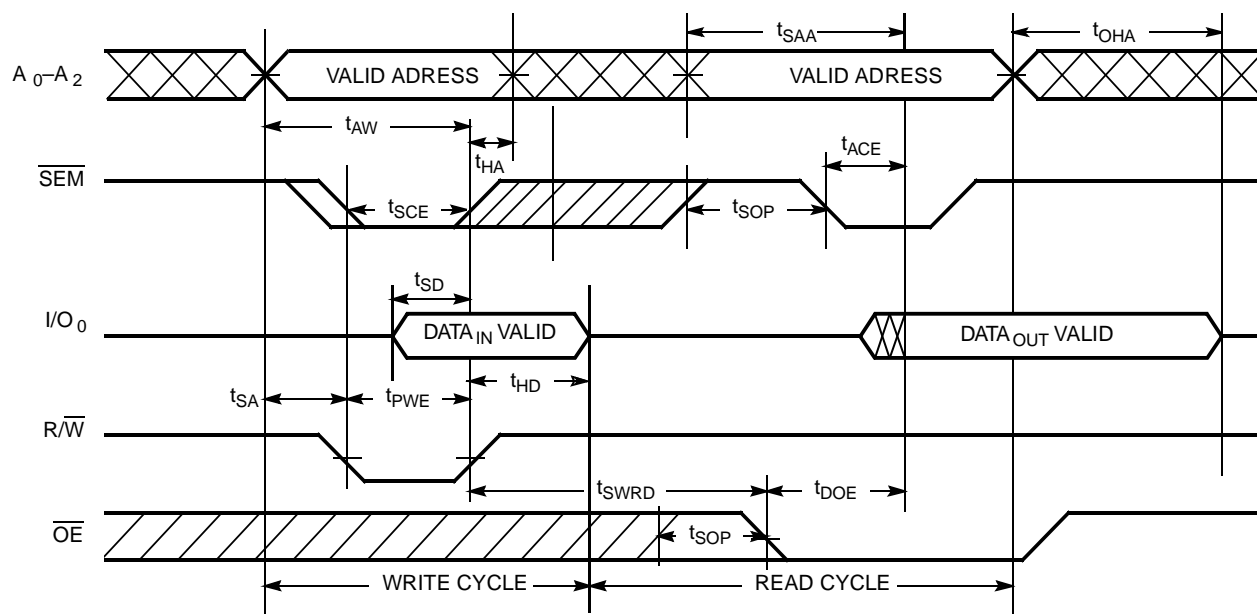 tSAA
tOHA
A0–A2
VALID ADRESS
VALID ADRESS
tAW
tHA
tACE
SEM
tSCE
tSOP
tSD
I/O0
DATAIN VALID
DATAOUT VALID
tSA
tPWE
tHD
R/W
tSWRD
tDOE
OE
tSOP
WRITE CYCLE
READ CYCLE